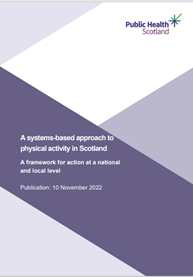 Public Health
Scotland
A systems-based approach to
physical activity in Scotland
A framework for action at a national
and local level
Publication: 10 November 2022